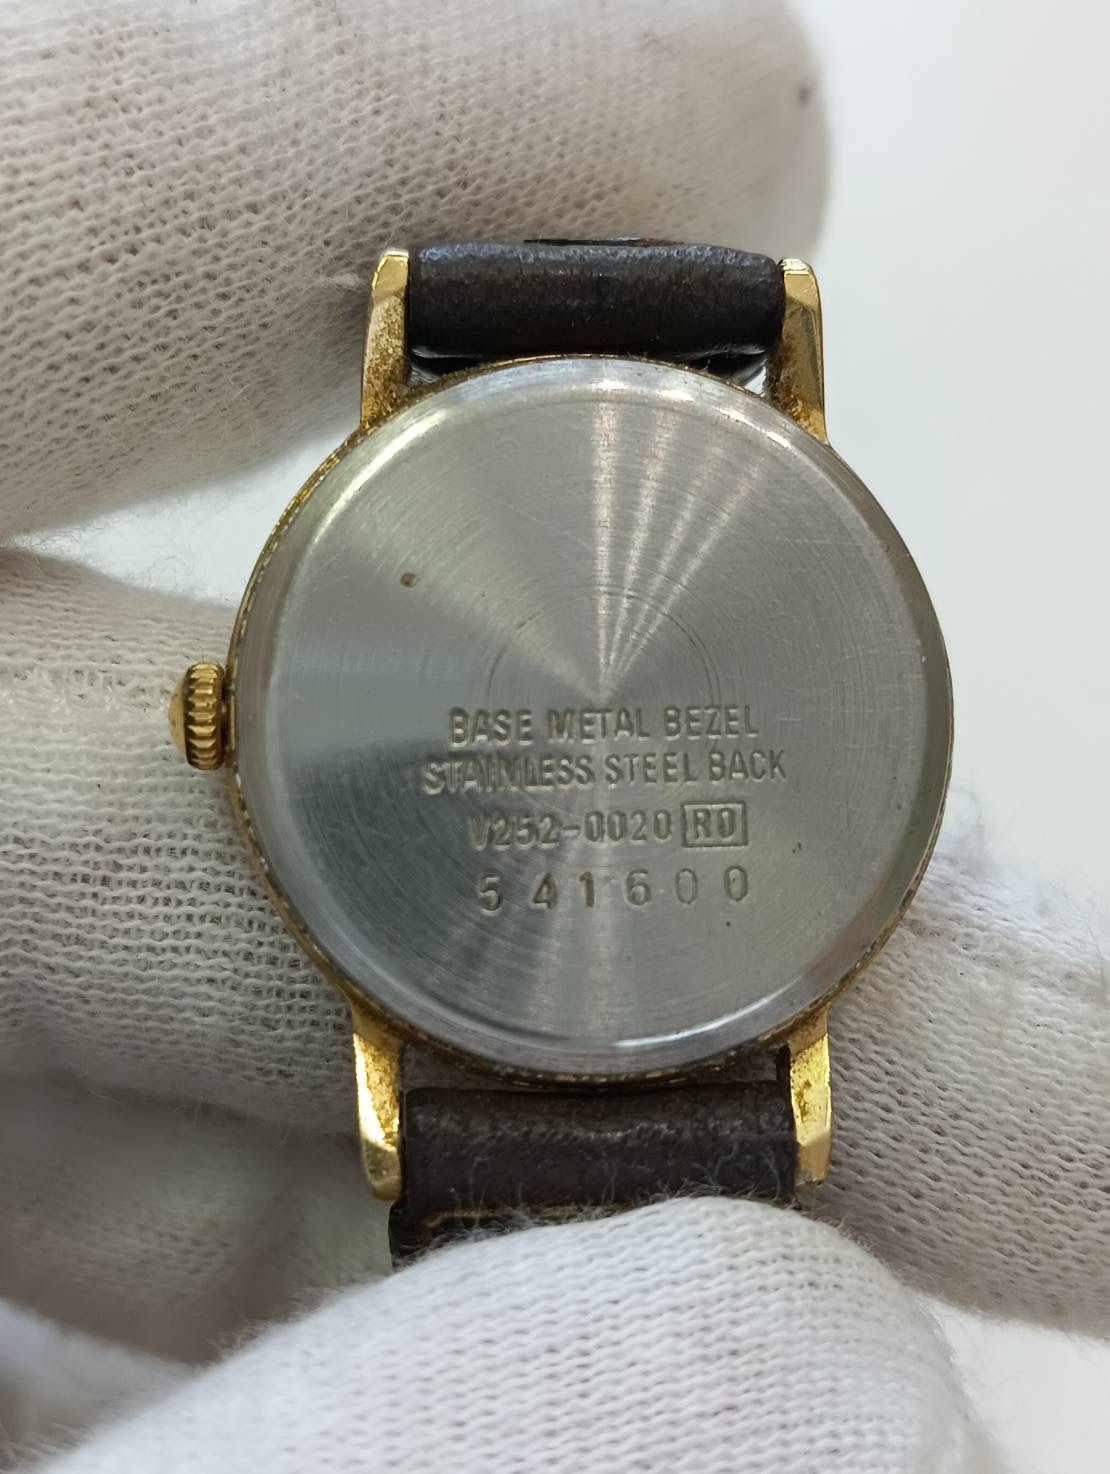 BASE METAL BEZEL
STAINLESS STEEL BACK
V252-0020 RO
541600